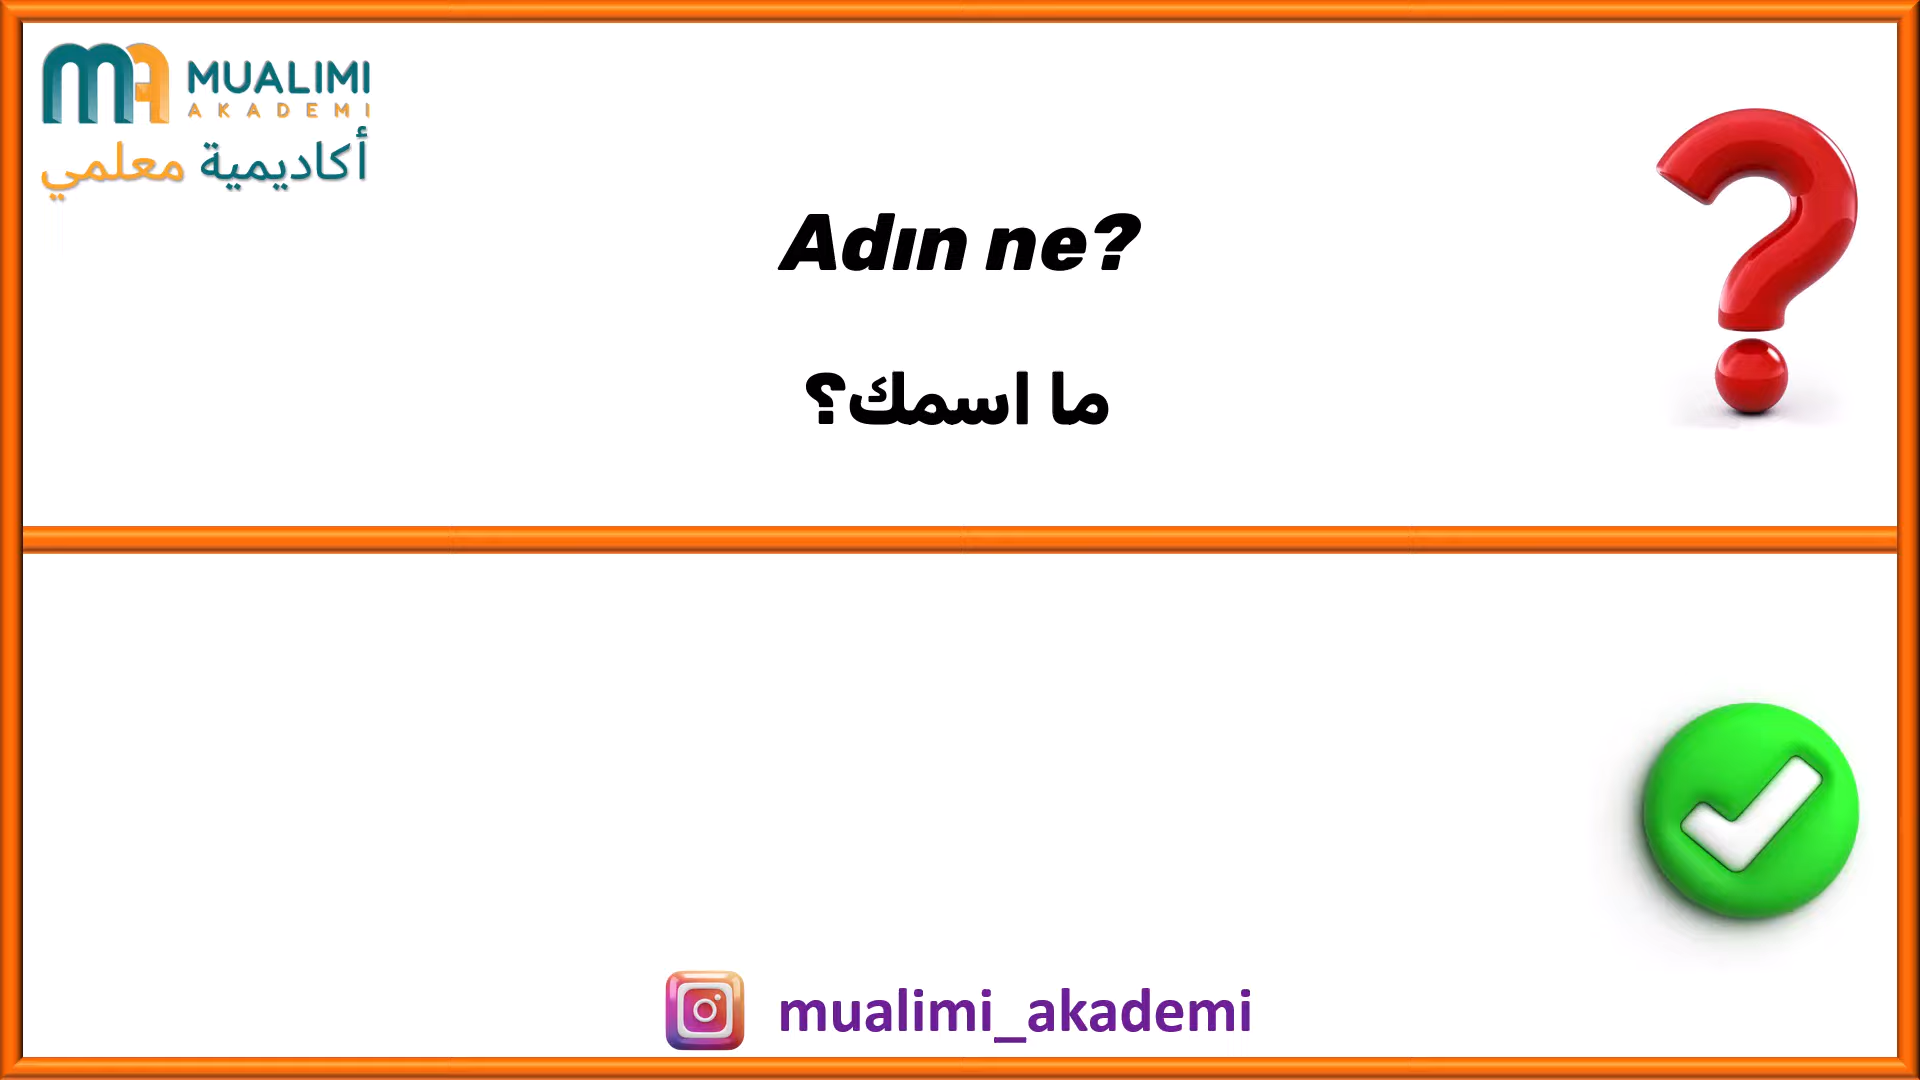 MUALIMI
AKADEMI
أكاديمية معلمي
Adın ne?
ما اسمك؟
mualimi_akademi